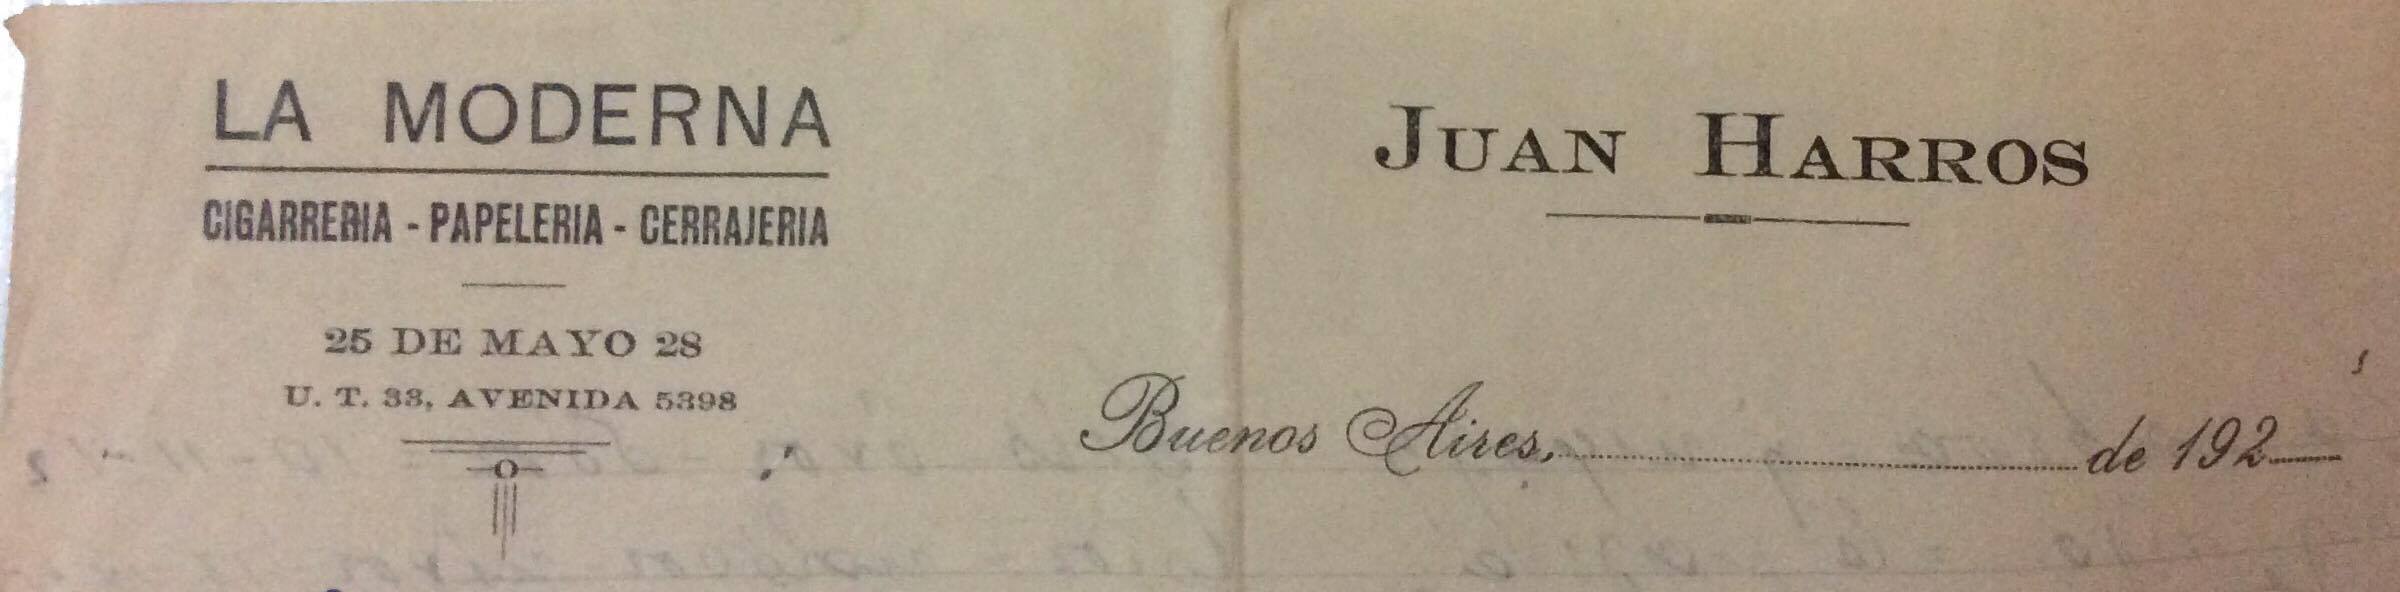 LA MODERNA
CIGARRERIA - PAPELERIA - CERRAJERIA
25 DE MAYO 28
U. T. 33, AVENIDA 5398
JUAN HARROS
Buenos Aires, de 192